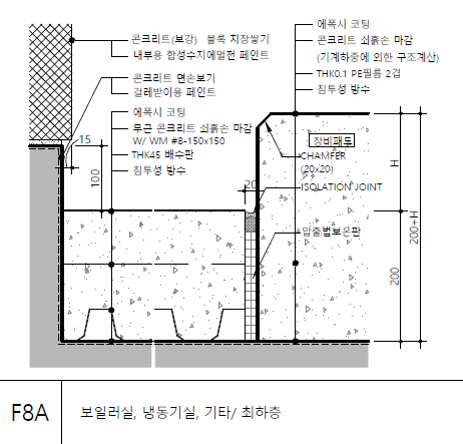 에폭시 코팅
콘크리트 쇠흙손 마감
(기계하중에 의한 구조계산)
THK0.1 PE필름 2겹
침투성 방수
콘크리트(보강) 블록 치장쌓기
내부용 합성수지에멀젼 페인트
콘크리트 면손보기
걸레받이용 페인트
에폭시 코팅
무근 콘크리트 쇠흙손 마감
W/ WM #8-150x150
THK45 배수판
침투성 방수
15
100
20
장비패드
CHAMFER
(20x20)
ISOLATION JOINT
압출법보온판
H
200
200+H
F8A
보일러실, 냉동기실, 기타/ 최하층